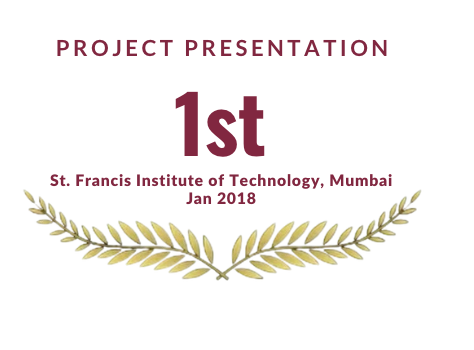 PROJECT PRESENTATION
1st
St. Francis Institute of Technology, Mumbai
Jan 2018